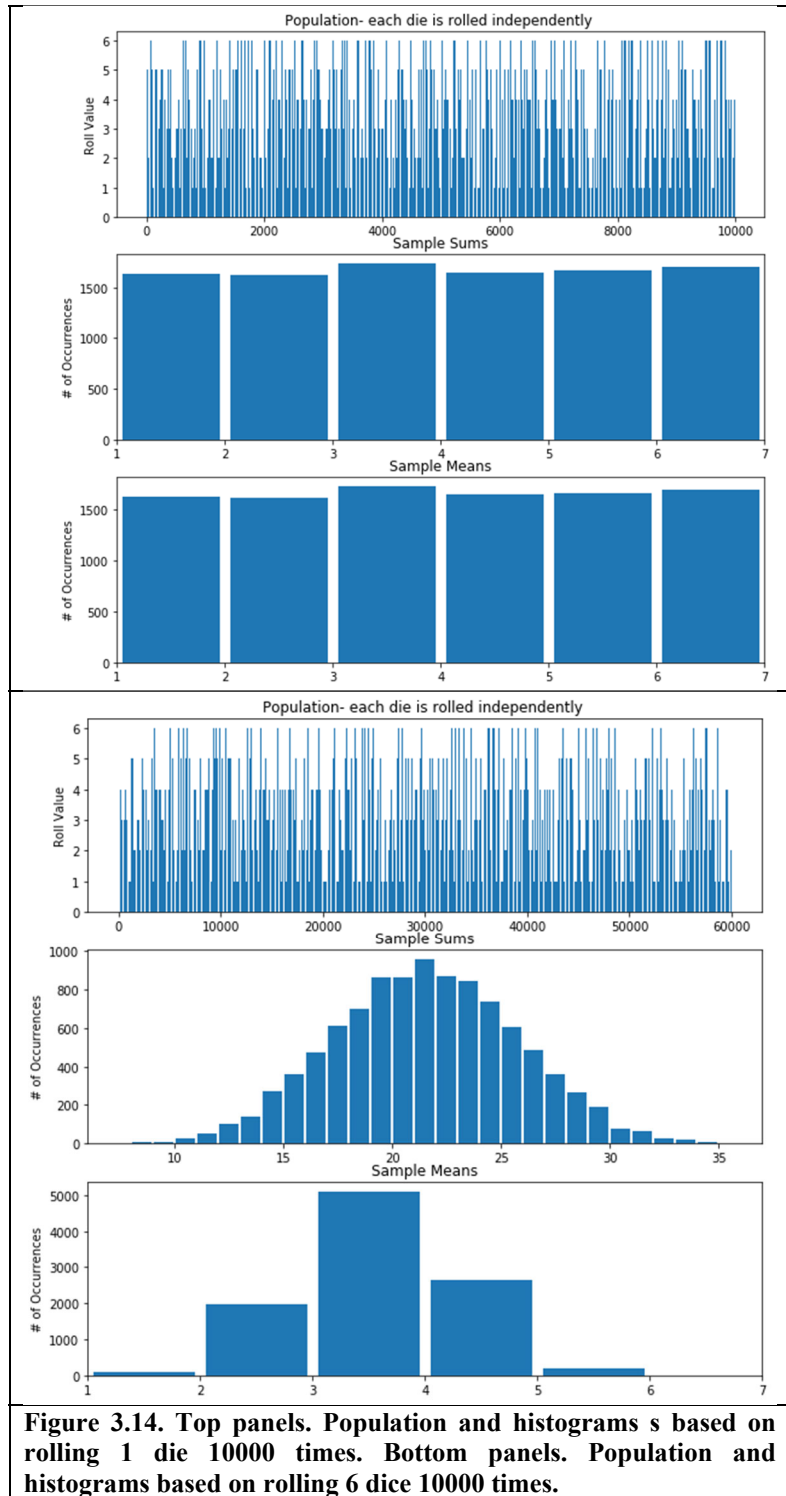 Population- each die is rolled independently
6
5
4
3
2
1
0
Roll Value
0 2000 4000 6000 8000 10000
Sample Sums
1500
1000
500
0
# of Occurrences
1 2 3 4 5 6 7
Sample Means
1500
1000
500
0
# of Occurrences
1 2 3 4 5 6 7
Population- each die is rolled independently
6
5
4
3
2
1
0
Roll Value
0 10000 20000 30000 40000 50000 60000
Sample Sums
1000
800
600
400
200
0
# of Occurrences
10 15 20 25 30 35
Sample Means
5000
4000
3000
2000
1000
0
# of Occurrences
1 2 3 4 5 6 7
Figure 3.14. Top panels. Population and histograms s based on
rolling 1 die 10000 times. Bottom panels. Population and
histograms based on rolling 6 dice 10000 times.